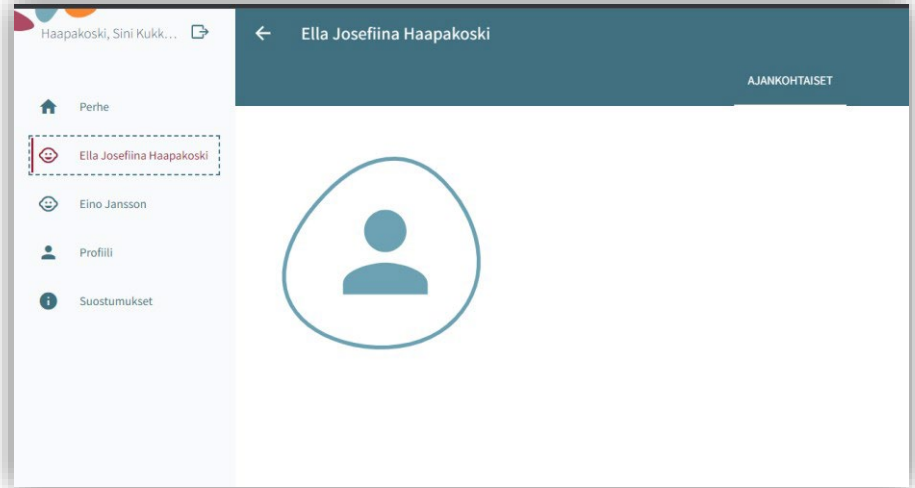 Haapakoski, Sini Kukk...
Ella Josefiina Haapakoski
AJANKOHTAISET
Perhe
Ella Josefiina Haapakoski
Eino Jansson
Profiili
Suostumukset